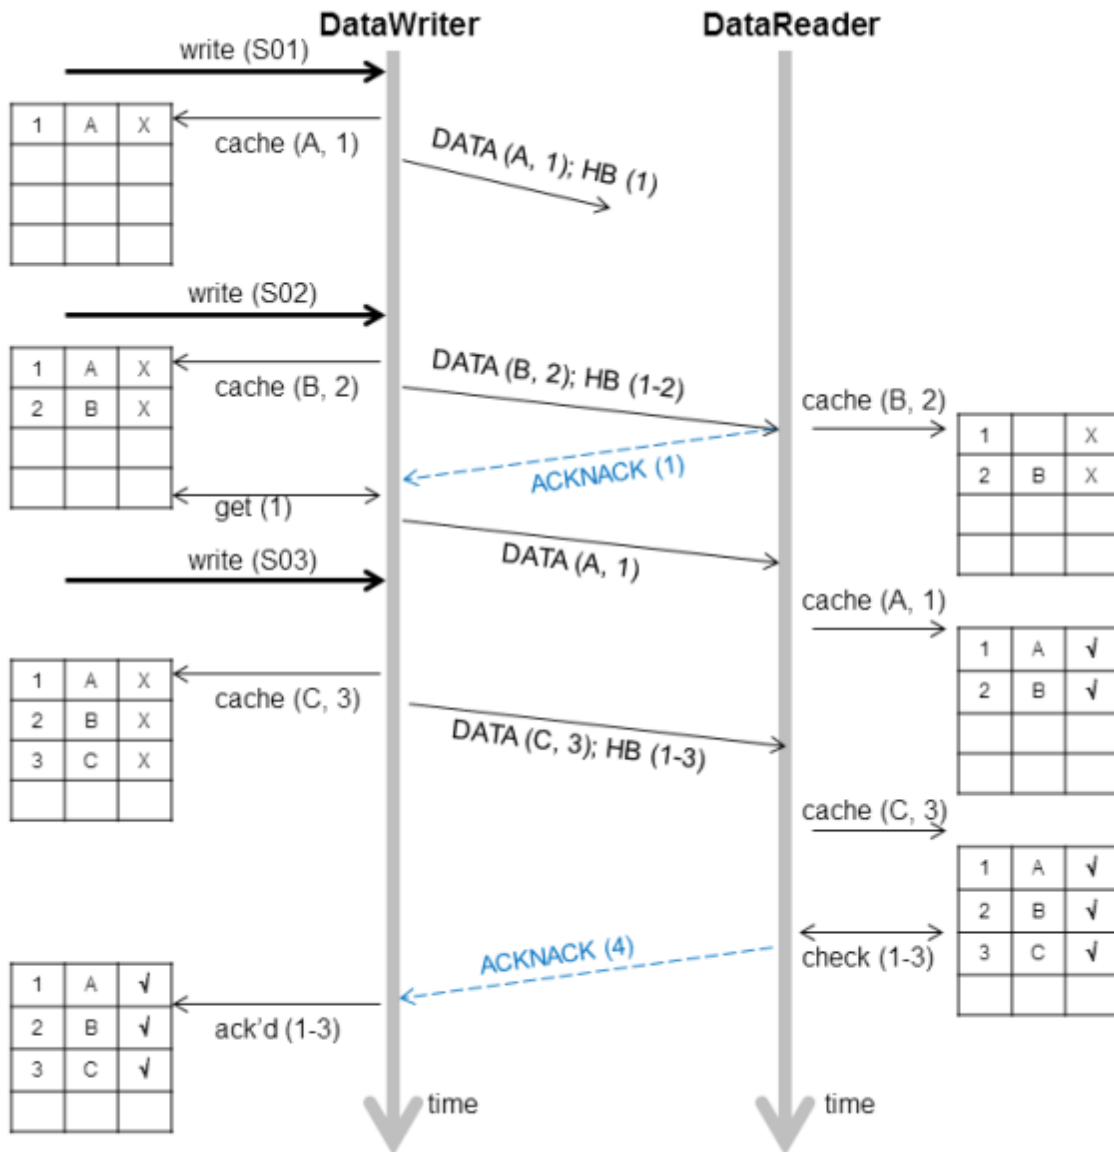 DataWriter DataReader
write (S01)
1 A X
cache (A, 1)
DATA (A, 1); HB (1)
write (S02)
1 A X
2 B X
cache (B, 2)
DATA (B, 2); HB (1-2)
cache (B, 2)
1 X
2 B X
ACKNACK (1)
get (1)
DATA (A, 1)
write (S03)
cache (A, 1)
1 A √
2 B √
1 A X
2 B X
3 C X
cache (C, 3)
DATA (C, 3); HB (1-3)
cache (C, 3)
1 A √
2 B √
3 C √
check (1-3)
ACKNACK (4)
1 A √
2 B √
3 C √
ack'd (1-3)
time time